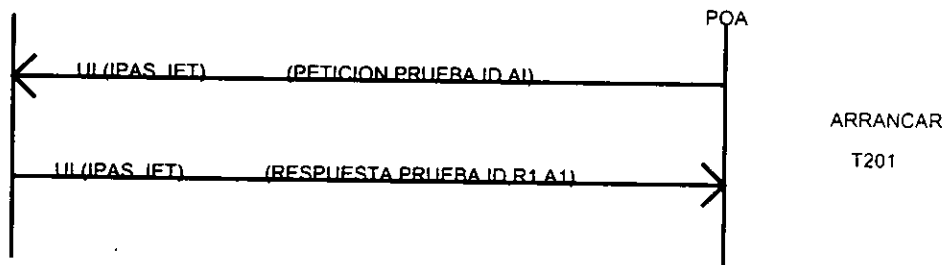 POA
UI (IPAS, IET) (PETICION PRUEBA ID,AI)
ARRANCAR
T201
UI (IPAS, IET) (RESPUESTA PRUEBA ID,R1,A1)